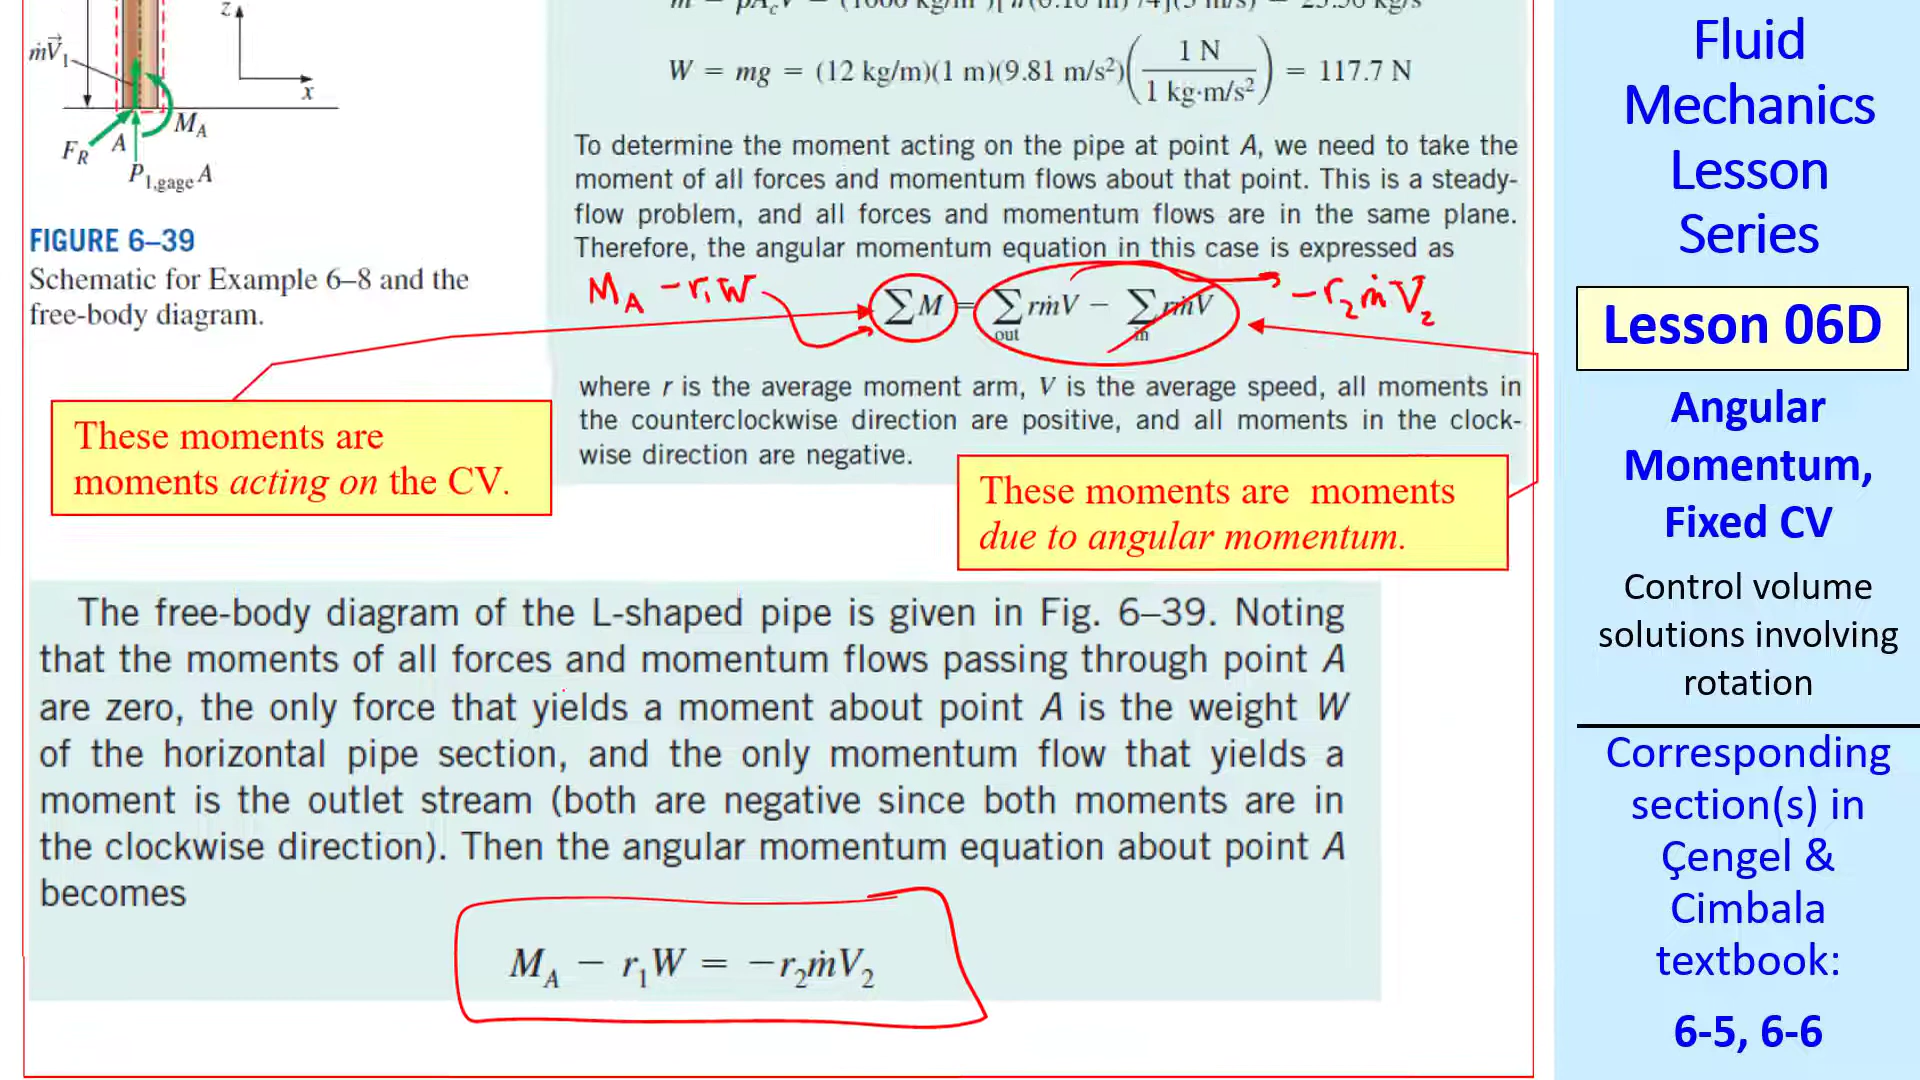 z
ṁV⃗₁
x
A
M_A
F_R
P₁,gage A
FIGURE 6–39
Schematic for Example 6–8 and the
free-body diagram.
W = mg = (12 kg/m)(1 m)(9.81 m/s²)(1 N / 1 kg·m/s²) = 117.7 N
To determine the moment acting on the pipe at point A, we need to take the
moment of all forces and momentum flows about that point. This is a steady-
flow problem, and all forces and momentum flows are in the same plane.
Therefore, the angular momentum equation in this case is expressed as
M_A − r₁W
∑M = ∑_out rṁV − ∑_in rṁV
−r₂ṁV₂
where r is the average moment arm, V is the average speed, all moments in
the counterclockwise direction are positive, and all moments in the clock-
wise direction are negative.
These moments are
moments acting on the CV.
These moments are moments
due to angular momentum.
The free-body diagram of the L-shaped pipe is given in Fig. 6–39. Noting
that the moments of all forces and momentum flows passing through point A
are zero, the only force that yields a moment about point A is the weight W
of the horizontal pipe section, and the only momentum flow that yields a
moment is the outlet stream (both are negative since both moments are in
the clockwise direction). Then the angular momentum equation about point A
becomes
M_A − r₁W = −r₂ṁV₂
Fluid
Mechanics
Lesson
Series
Lesson 06D
Angular
Momentum,
Fixed CV
Control volume
solutions involving
rotation
Corresponding
section(s) in
Çengel &
Cimbala
textbook:
6-5, 6-6